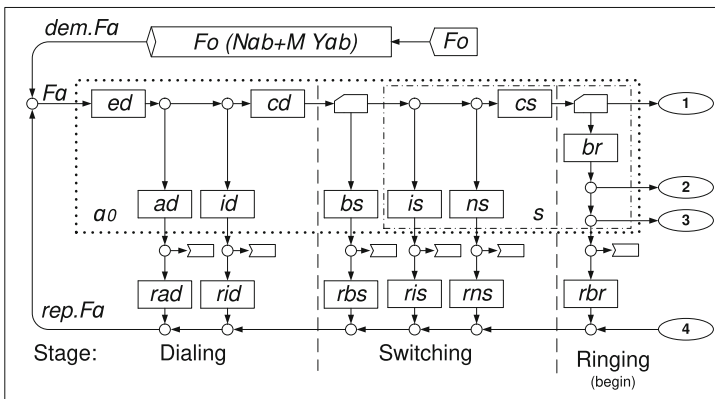 dem.Fa
Fo (Nab+M Yab)
Fo
Fa
ed
cd
cs
1
br
2
ad
id
bs
is
ns
a0
s
3
rep.Fa
rad
rid
rbs
ris
rns
rbr
4
Stage:
Dialing
Switching
Ringing
(begin)